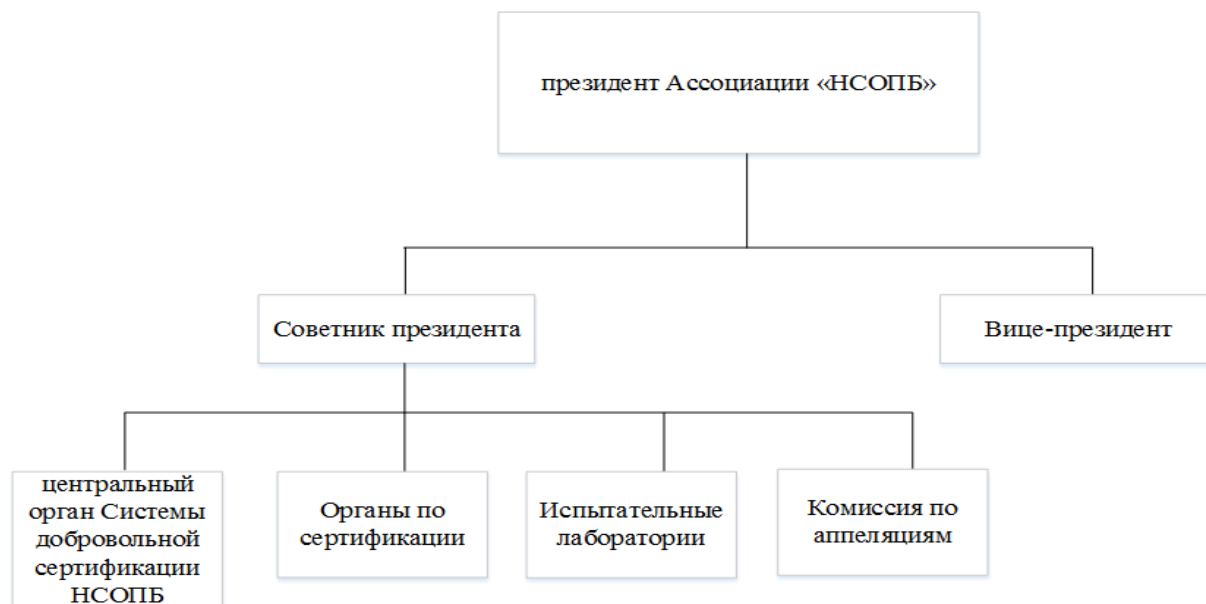 президент Ассоциации «НСОПБ»
Советник президента
Вице-президент
центральный
орган Системы
добровольной
сертификации
НСОПБ
Органы по
сертификации
Испытательные
лаборатории
Комиссия по
аппеляциям